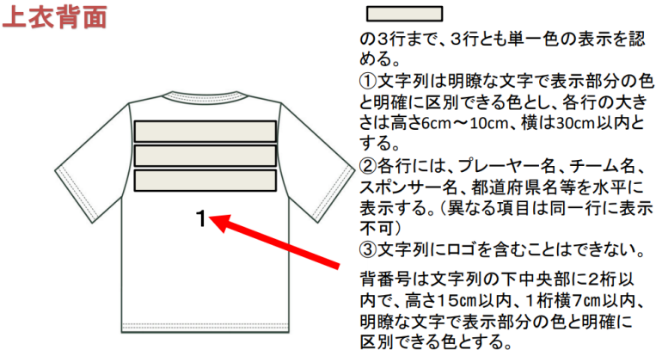 上衣背面
の３行まで、３行とも単一色の表示を認
める。
①文字列は明瞭な文字で表示部分の色
と明確に区別できる色とし、各行の大き
さは高さ6cm～10cm、横は30cm以内と
する。
②各行には、プレーヤー名、チーム名、
スポンサー名、都道府県名等を水平に
表示する。（異なる項目は同一行に表示
不可）
③文字列にロゴを含むことはできない。
1
背番号は文字列の下中央部に２桁以
内で、高さ１５㎝以内、１桁横７㎝以内、
明瞭な文字で表示部分の色と明確に
区別できる色とする。